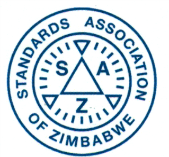 STANDARDS ASSOCIATION
OF ZIMBABWE
S A
Z